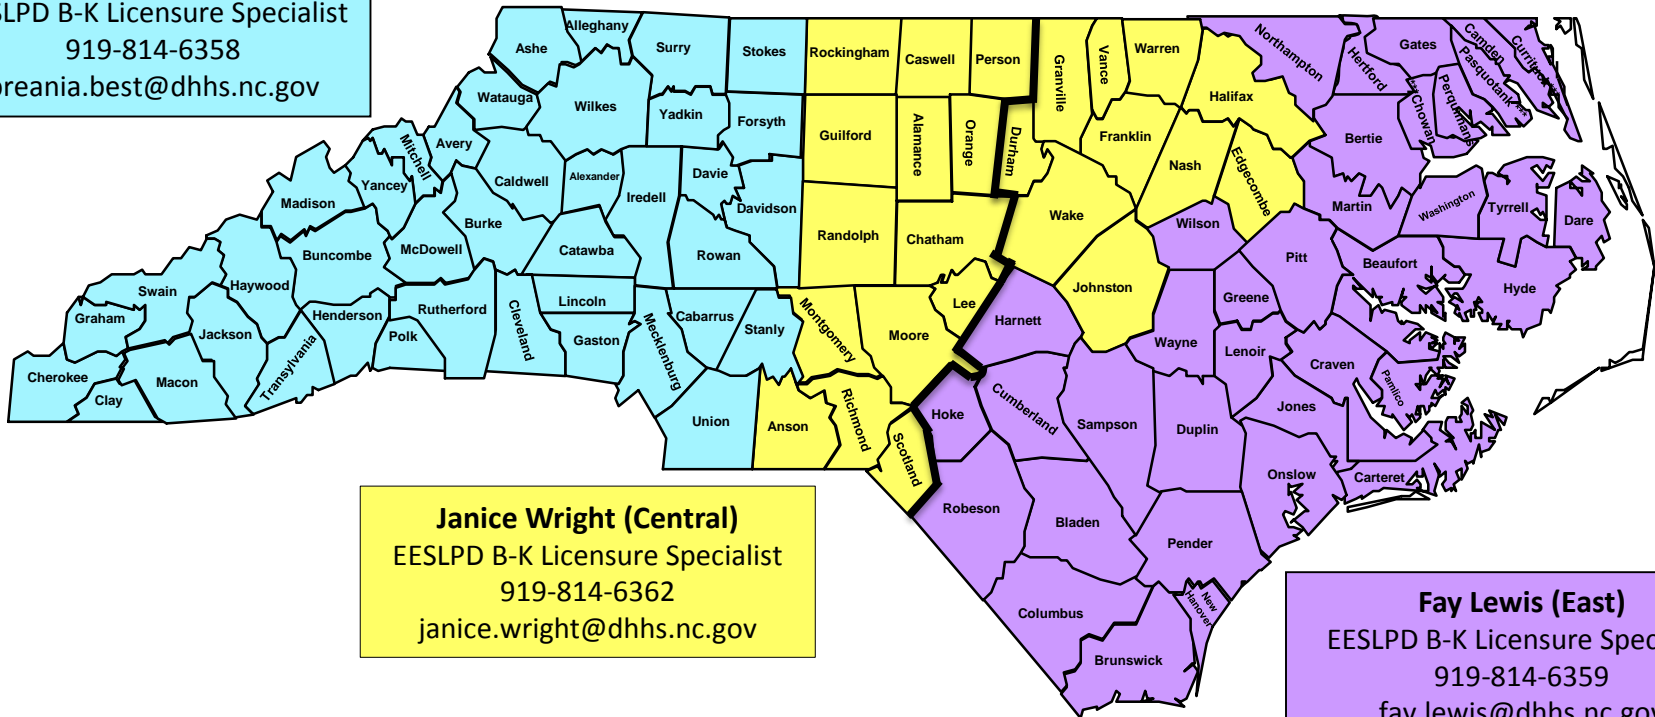 EESLPD B-K Licensure Specialist
919-814-6358
breania.best@dhhs.nc.gov
Ashe
Alleghany
Surry
Stokes
Rockingham
Caswell
Person
Granville
Vance
Warren
Northampton
Hertford
Gates
Camden
Currituck
Pasquotank
Perquimans
Chowan
Halifax
Watauga
Wilkes
Yadkin
Forsyth
Guilford
Alamance
Orange
Durham
Franklin
Nash
Edgecombe
Bertie
Mitchell
Avery
Yancey
Madison
Caldwell
Alexander
Iredell
Davie
Davidson
Randolph
Chatham
Wake
Wilson
Martin
Washington
Tyrrell
Dare
Burke
McDowell
Buncombe
Catawba
Rowan
Pitt
Beaufort
Hyde
Swain
Haywood
Graham
Jackson
Henderson
Rutherford
Polk
Cleveland
Lincoln
Gaston
Mecklenburg
Cabarrus
Stanly
Montgomery
Moore
Lee
Harnett
Johnston
Greene
Wayne
Lenoir
Craven
Pamlico
Jones
Cherokee
Clay
Macon
Transylvania
Union
Anson
Richmond
Scotland
Hoke
Cumberland
Sampson
Duplin
Onslow
Carteret
Robeson
Bladen
Pender
Columbus
New
Hanover
Brunswick
Janice Wright (Central)
EESLPD B-K Licensure Specialist
919-814-6362
janice.wright@dhhs.nc.gov
Fay Lewis (East)
EESLPD B-K Licensure Spec
919-814-6359
fay.lewis@dhhs.nc.gov